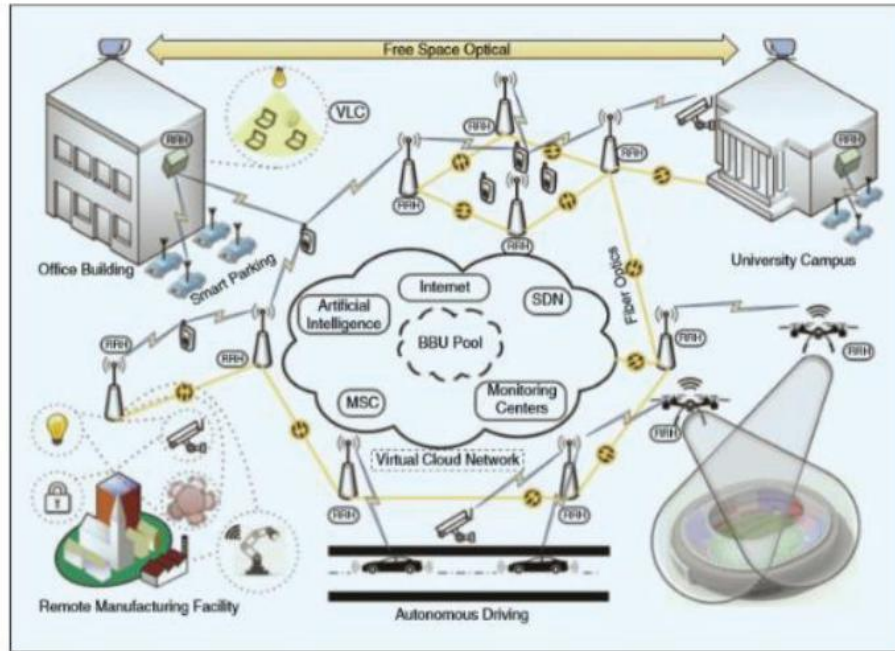 Free Space Optical
VLC
RRH
RRH
RRH
RRH
RRH
RRH
Office Building
Smart Parking
University Campus
Fiber Optics
Internet
SDN
Artificial
Intelligence
BBU Pool
RRH
RRH
RRH
RRH
MSC
Monitoring
Centers
RRH
Virtual Cloud Network
RRH
RRH
Remote Manufacturing Facility
Autonomous Driving